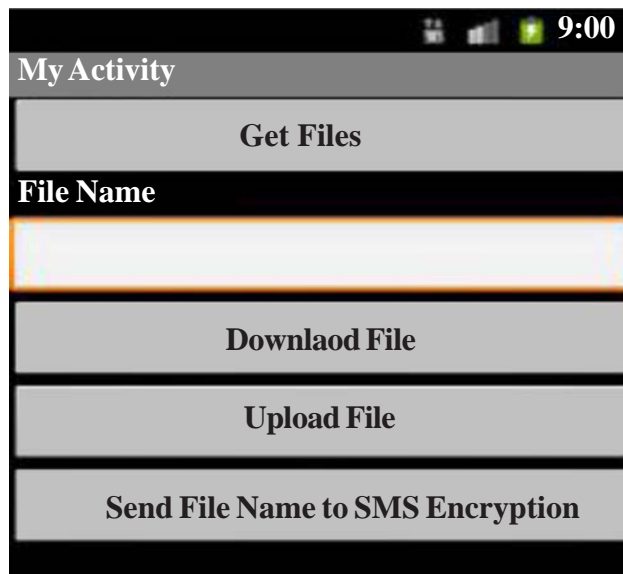 9:00
My Activity
Get Files
File Name
Downlaod File
Upload File
Send File Name to SMS Encryption